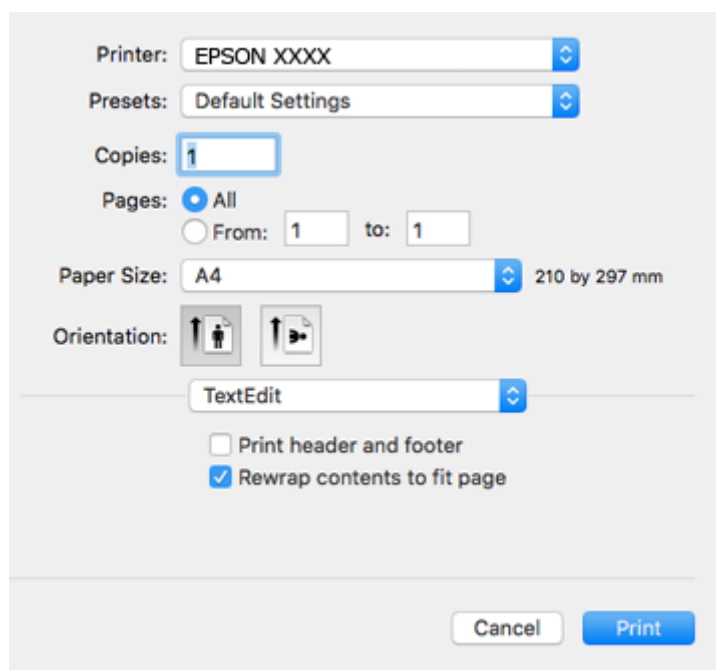 Printer: EPSON XXXX
Presets: Default Settings
Copies: 1
Pages: All
From: 1 to: 1
Paper Size: A4 210 by 297 mm
Orientation:
TextEdit
Print header and footer
Rewrap contents to fit page
Cancel Print